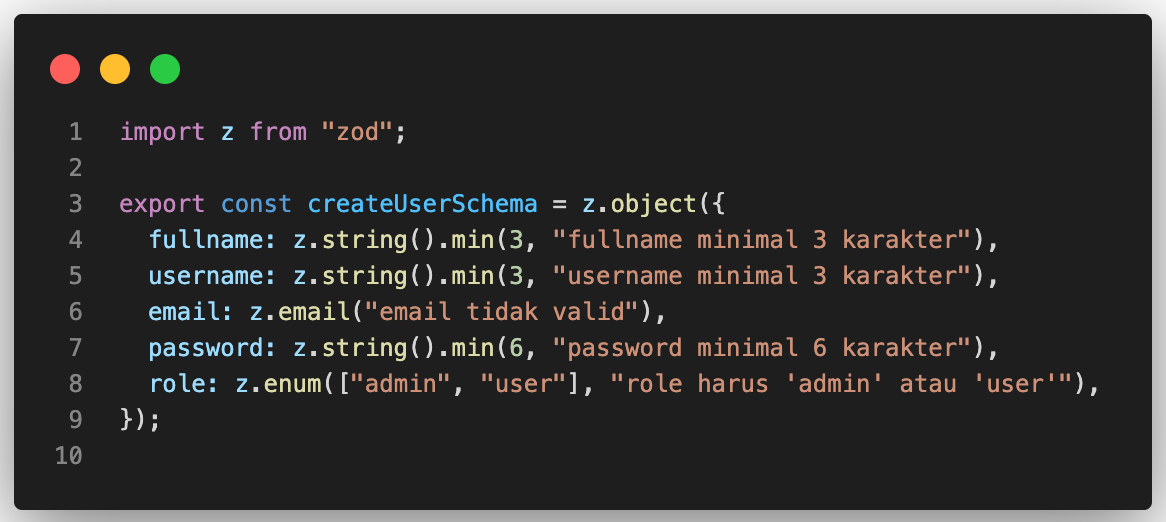 1 import z from "zod";
2
3 export const createUserSchema = z.object({
4   fullname: z.string().min(3, "fullname minimal 3 karakter"),
5   username: z.string().min(3, "username minimal 3 karakter"),
6   email: z.email("email tidak valid"),
7   password: z.string().min(6, "password minimal 6 karakter"),
8   role: z.enum(["admin", "user"], "role harus 'admin' atau 'user'"),
9 });
10